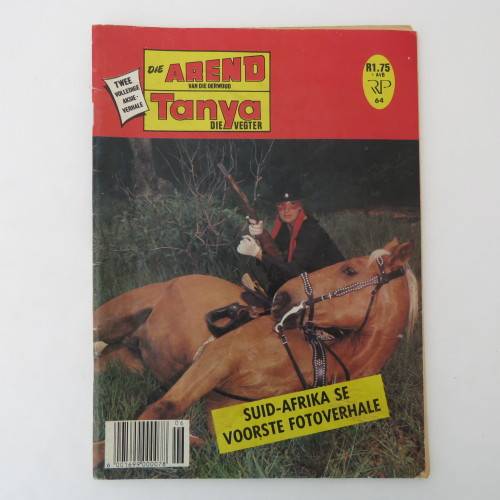 TWEE
VOLLEDIGE
AKSIE-
VERHALE
DIE AREND
VAN DIE OERWOUD
Tanya
DIE VEGTER
R1.75
+ AVB
RP
64
SUID-AFRIKA SE
VOORSTE FOTOVERHALE
06